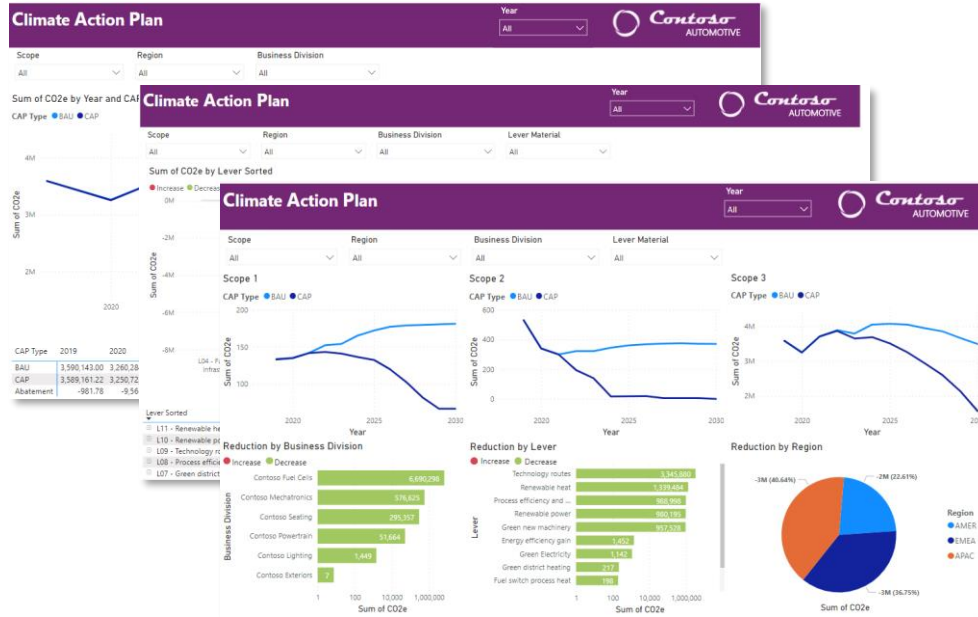 Climate Action Plan
Year
All
Contoso
AUTOMOTIVE
Scope
Region
Business Division
All
All
All
Sum of CO2e by Year and CAP
CAP Type BAU CAP
4M
3M
2M
Sum of CO2e
2020
CAP Type 2019 2020
BAU 3,590,143.00 3,260,28
CAP 3,589,161.22 3,250,72
Abatement -981.78 -9,56
Climate Action Plan
Year
All
Contoso
AUTOMOTIVE
Scope
Region
Business Division
Lever Material
All
All
All
All
Sum of CO2e by Lever Sorted
Increase Decrease
0M
-2M
-4M
-6M
-8M
Sum of CO2e
L04 - Fu
infras
Lever Sorted
L11 - Renewable he
L10 - Renewable po
L09 - Technology ro
L08 - Process efficie
L07 - Green district
Climate Action Plan
Year
All
Contoso
AUTOMOTIVE
Scope
Region
Business Division
Lever Material
All
All
All
All
Scope 1
CAP Type BAU CAP
200
150
100
Sum of CO2e
2020 2025 2030
Year
Scope 2
CAP Type BAU CAP
600
400
200
0
Sum of CO2e
2020 2025 2030
Year
Scope 3
CAP Type BAU CAP
4M
3M
2M
Sum of CO2e
2020 2025 20
Year
Reduction by Business Division
Increase Decrease
Business Division
Contoso Fuel Cells 6,690,298
Contoso Mechatronics 576,625
Contoso Seating 295,357
Contoso Powertrain 51,664
Contoso Lighting 1,449
Contoso Exteriors 7
1 100 10,000 1,000,000
Sum of CO2e
Reduction by Lever
Increase Decrease
Lever
Technology routes 3,345,880
Renewable heat 1,339,484
Process efficiency and ... 988,998
Renewable power 980,195
Green new machinery 957,528
Energy efficiency gain 1,452
Green Electricity 1,142
Green district heating 217
Fuel switch process heat 198
1 100 10,000 1,000,000
Sum of CO2e
Reduction by Region
-3M (40.64%)
-2M (22.61%)
-3M (36.75%)
Region
AMER
EMEA
APAC
Sum of CO2e